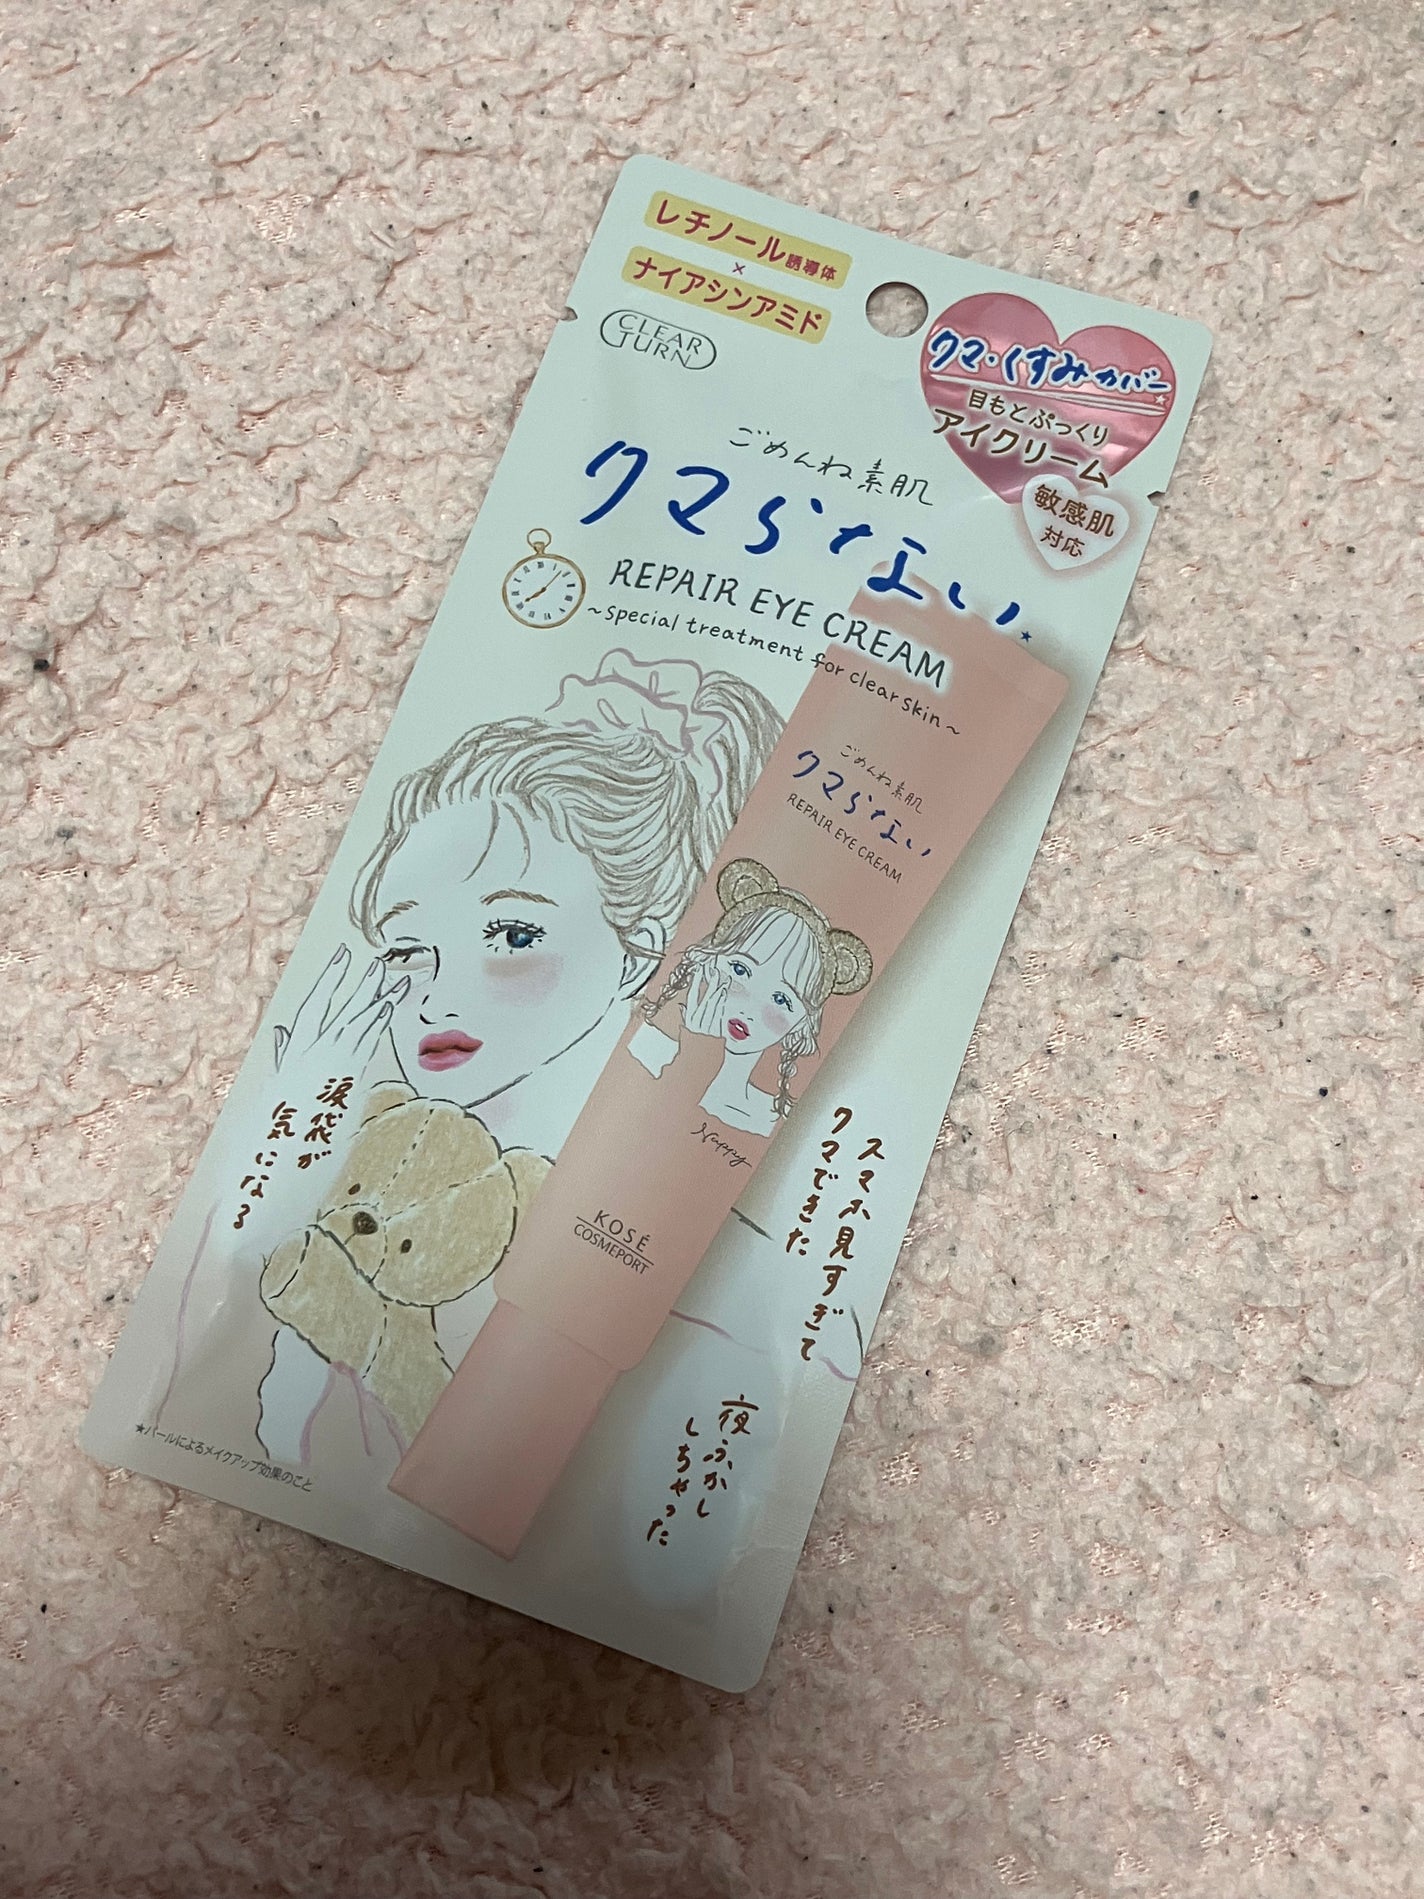 レチノール誘導体
×
ナイアシンアミド
CLEAR
TURN
クマ・くすみカバー★
目もとぷっくり
アイクリーム
敏感肌
対応
ごめんね素肌
クマらない★
REPAIR EYE CREAM
~special treatment for clear skin~
ごめんね素肌
クマらない
REPAIR EYE CREAM
Nappy
KOSÉ
COSMEPORT
涙袋が
気になる
スマホ見すぎて
クマできた
夜ふかし
しちゃった
★パールによるメイクアップ効果のこと